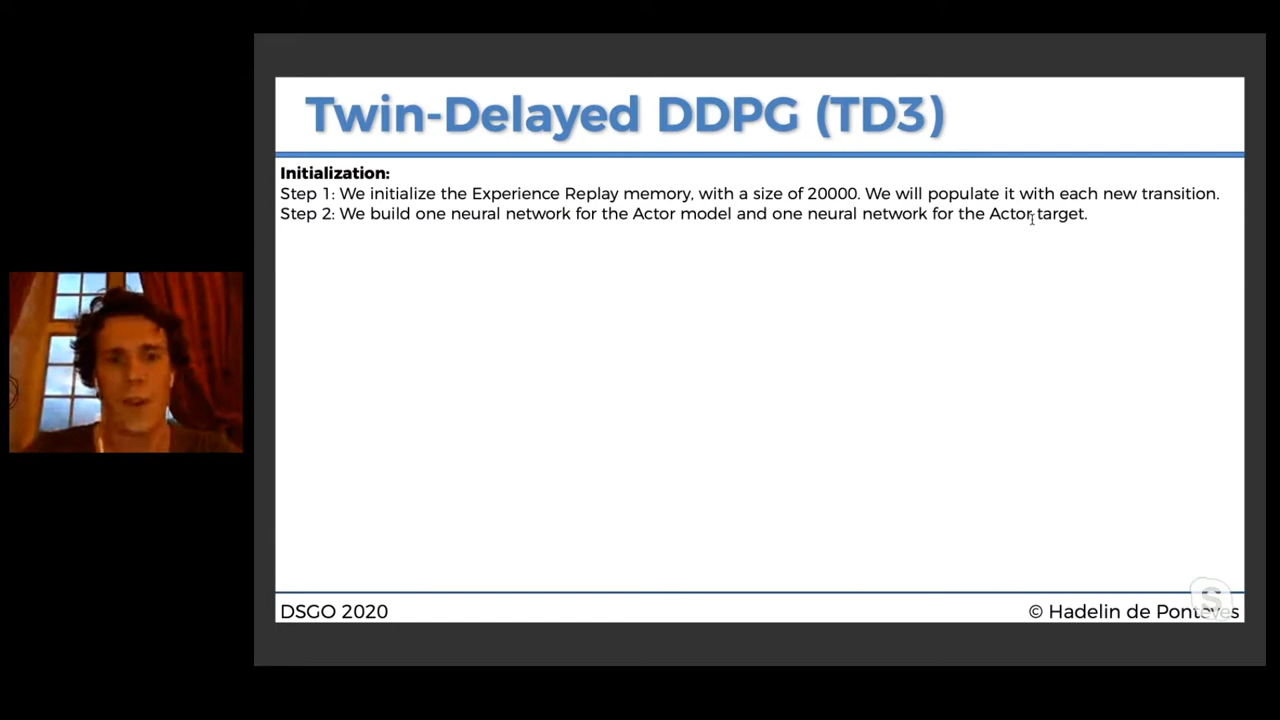 Twin-Delayed DDPG (TD3)
Initialization:
Step 1: We initialize the Experience Replay memory, with a size of 20000. We will populate it with each new transition.
Step 2: We build one neural network for the Actor model and one neural network for the Actor target.
DSGO 2020
© Hadelin de Ponteves